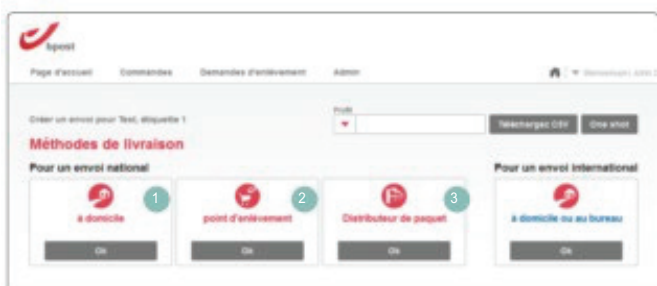 bpost
Page d'accueil Commandes Demandes d'enlèvement Admin
Profil
Créer un envoi pour Test, étiquette 1
Téléchargez CSV One shot
Méthodes de livraison
Pour un envoi national Pour un envoi international
1 2 3
à domicile point d'enlèvement Distributeur de paquet à domicile ou au bureau
Ok Ok Ok Ok